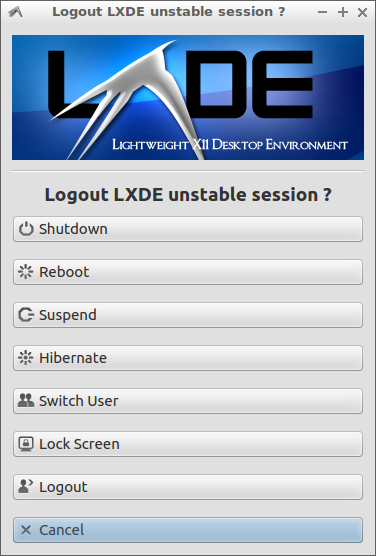 Logout LXDE unstable session ?
LXDE
Lightweight X11 Desktop Environment
Logout LXDE unstable session ?
Shutdown
Reboot
Suspend
Hibernate
Switch User
Lock Screen
Logout
Cancel